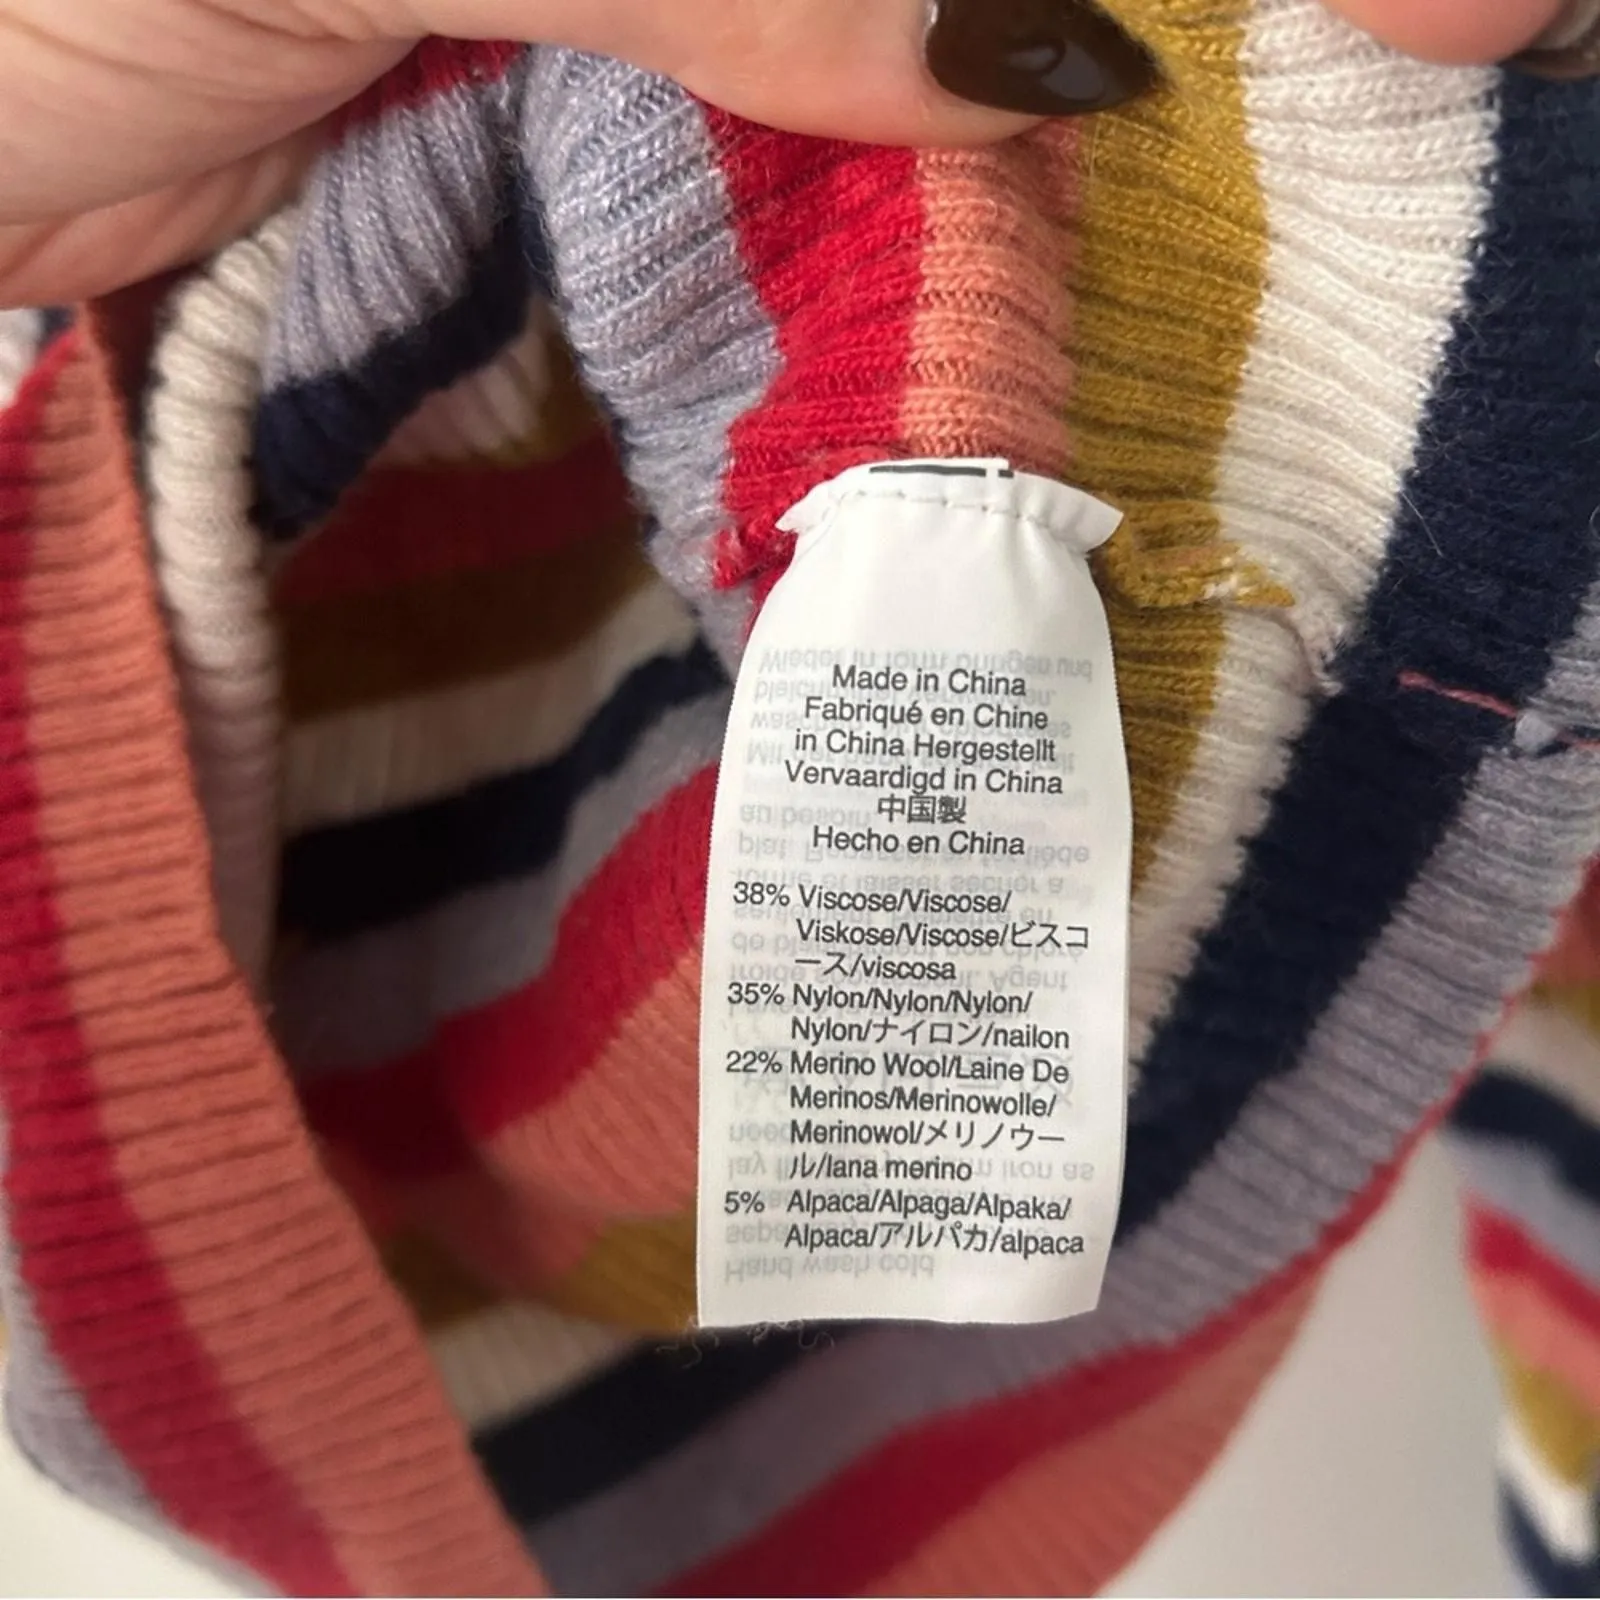 Made in China
Fabriqué en Chine
in China Hergestellt
Vervaardigd in China
中国製
Hecho en China
38% Viscose/Viscose/
Viskose/Viscose/ビスコ
ース/viscosa
35% Nylon/Nylon/Nylon/
Nylon/ナイロン/nailon
22% Merino Wool/Laine De
Merinos/Merinowolle/
Merinowol/メリノウー
ル/lana merino
5% Alpaca/Alpaga/Alpaka/
Alpaca/アルパカ/alpaca
Hand wash cold